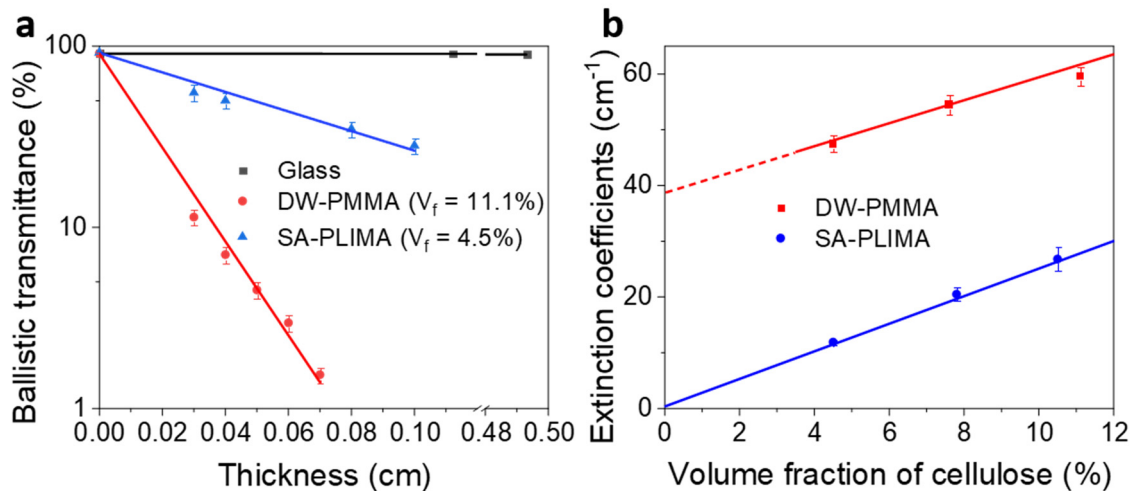 a
100
10
1
Ballistic transmittance (%)
Glass
DW-PMMA (V_f = 11.1%)
SA-PLIMA (V_f = 4.5%)
0.00 0.02 0.04 0.06 0.08 0.10 0.48 0.50
Thickness (cm)
b
60
40
20
0
Extinction coefficients (cm⁻¹)
DW-PMMA
SA-PLIMA
0 2 4 6 8 10 12
Volume fraction of cellulose (%)